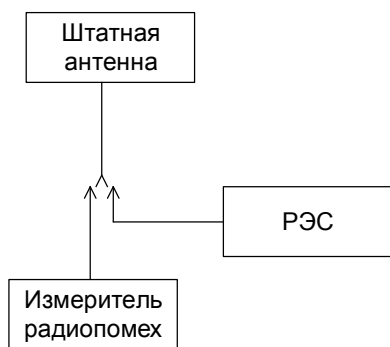 Штатная
антенна
РЭС
Измеритель
радиопомех